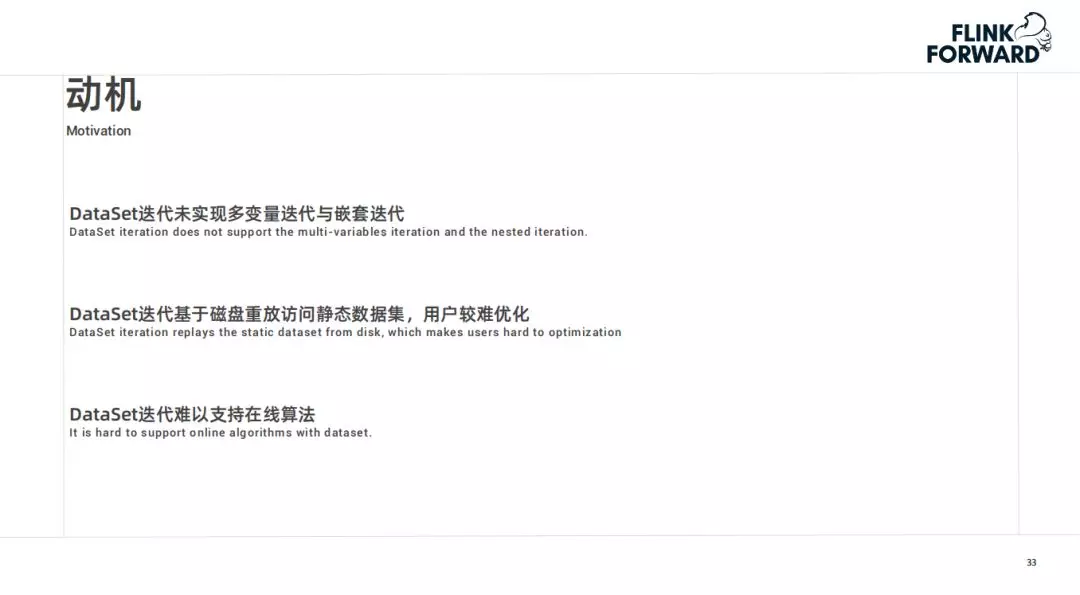 FLINK
FORWARD
动机
Motivation
DataSet迭代未实现多变量迭代与嵌套迭代
DataSet iteration does not support the multi-variables iteration and the nested iteration.
DataSet迭代基于磁盘重放访问静态数据集，用户较难优化
DataSet iteration replays the static dataset from disk, which makes users hard to optimization
DataSet迭代难以支持在线算法
It is hard to support online algorithms with dataset.
33